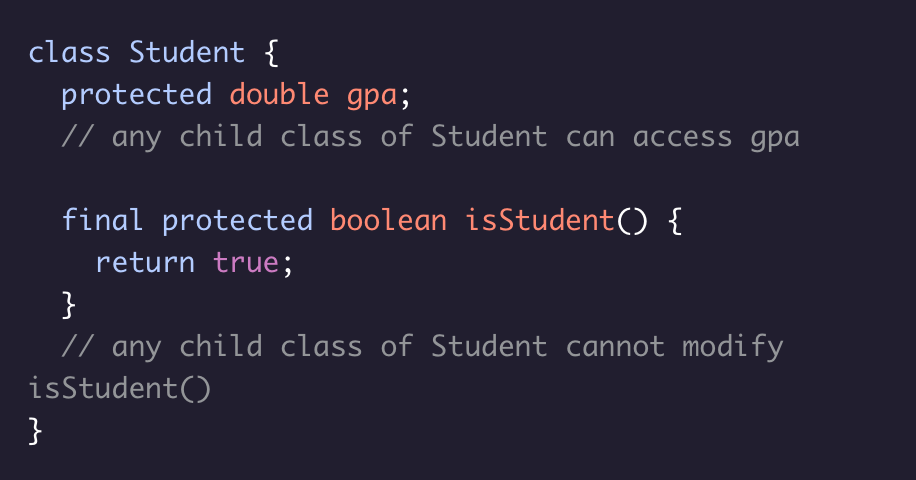 class Student {
  protected double gpa;
  // any child class of Student can access gpa

  final protected boolean isStudent() {
    return true;
  }
  // any child class of Student cannot modify
isStudent()
}